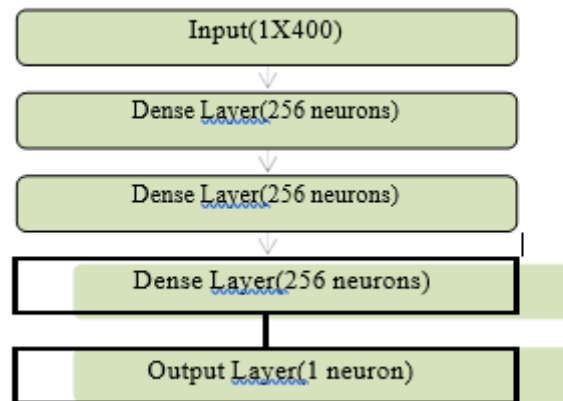 Input(1X400)
Dense Layer(256 neurons)
Dense Layer(256 neurons)
Dense Layer(256 neurons)
Output Layer(1 neuron)